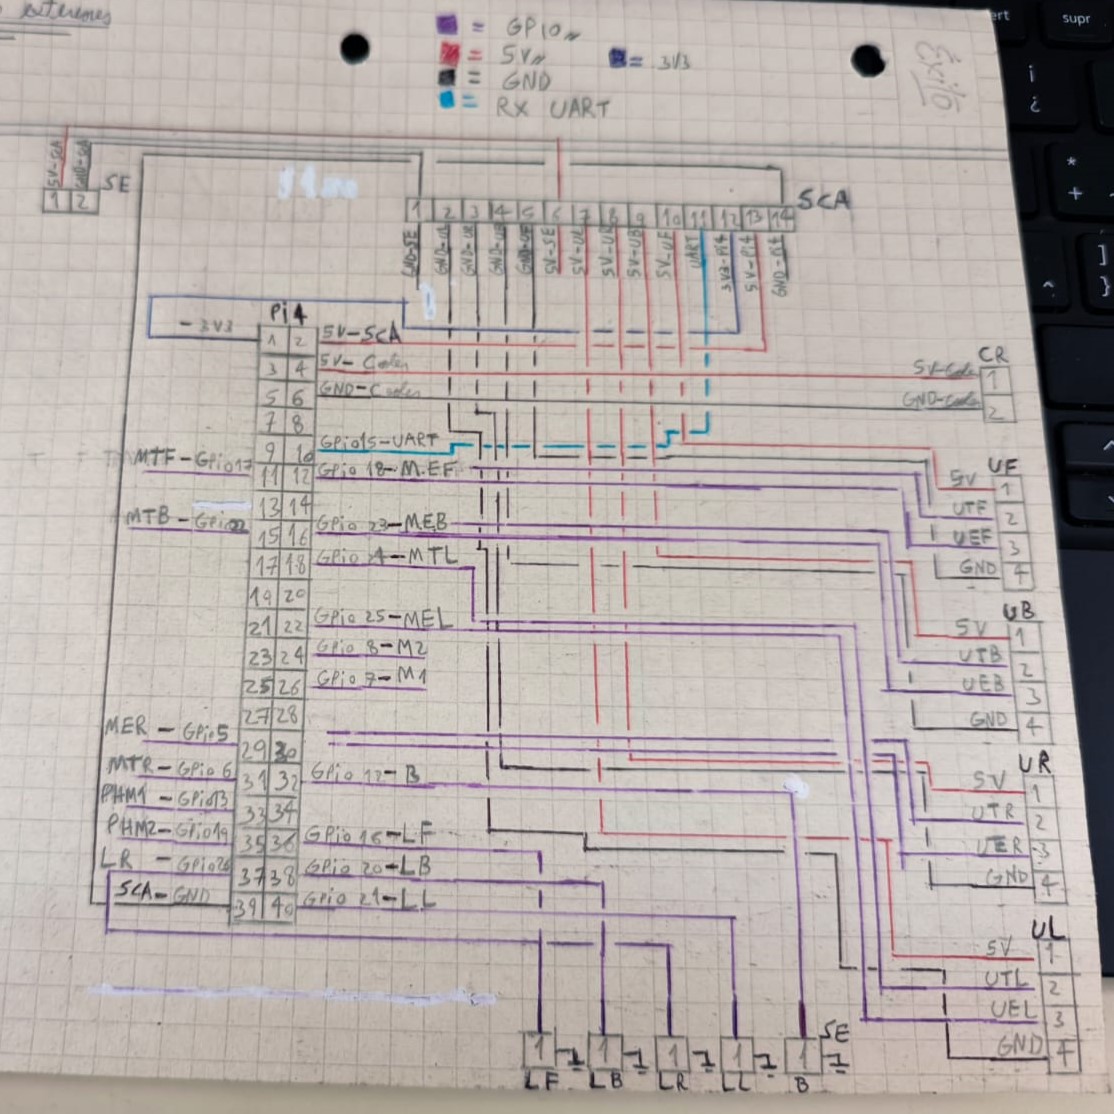 externes
= GPIO
= 5V
= 3V3
= GND
= RX UART
Éxito
ert
supr
5V-SCA
GND-SCA
1 2
SE
SCA
1 2 3 4 5 6 7 8 9 10 11 12 13 14
GND-SE
GND-UL
GND-UR
GND-UB
GND-UF
5V-SE
5V-UL
5V-UR
5V-UB
5V-UF
UART
3V3-Pi4
5V-Pi4
GND-Pi4
Pi4
- 3V3
1 2
5V-SCA
3 4
5V-Cooler
5 6
GND-Cooler
7 8
9 10
GPio15-UART
MTF-GPio17
11 12
GPio 18-MEF
13 14
MTB-GPio22
15 16
GPio 23-MEB
17 18
GPio 24-MTL
19 20
21 22
GPio 25-MEL
23 24
GPio 8-M2
25 26
GPio 7-M1
27 28
MER - GPio5
29 30
MTR-GPio 6
31 32
GPio 12-B
PHM1-GPio13
33 34
PHM2-GPio19
35 36
GPio 16-LF
LR - GPio26
37 38
GPio 20-LB
SCA-GND
39 40
GPio 21-LL
CR
5V-Cooler 1
GND-Cooler 2
UF
5V 1
UTF 2
UEF 3
GND 4
UB
5V 1
UTB 2
UEB 3
GND 4
UR
5V 1
UTR 2
UER 3
GND 4
UL
5V 1
UTL 2
UEL 3
GND 4
SE
1 1 1 1 1
LF LB LR LL B